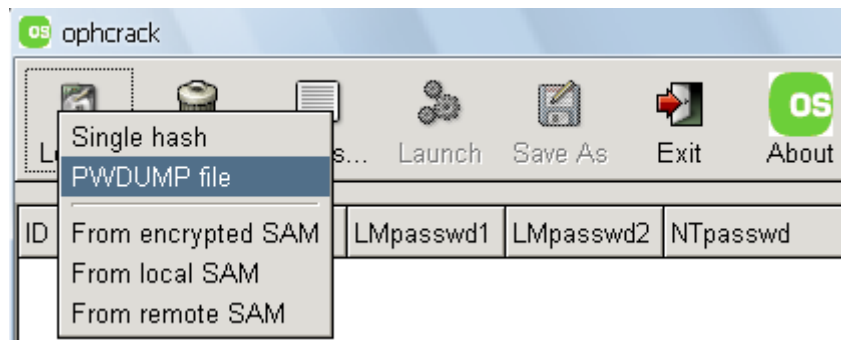 os ophcrack
s... Launch Save As Exit OS About
Single hash
PWDUMP file
From encrypted SAM
From local SAM
From remote SAM
ID LMpasswd1 LMpasswd2 NTpasswd